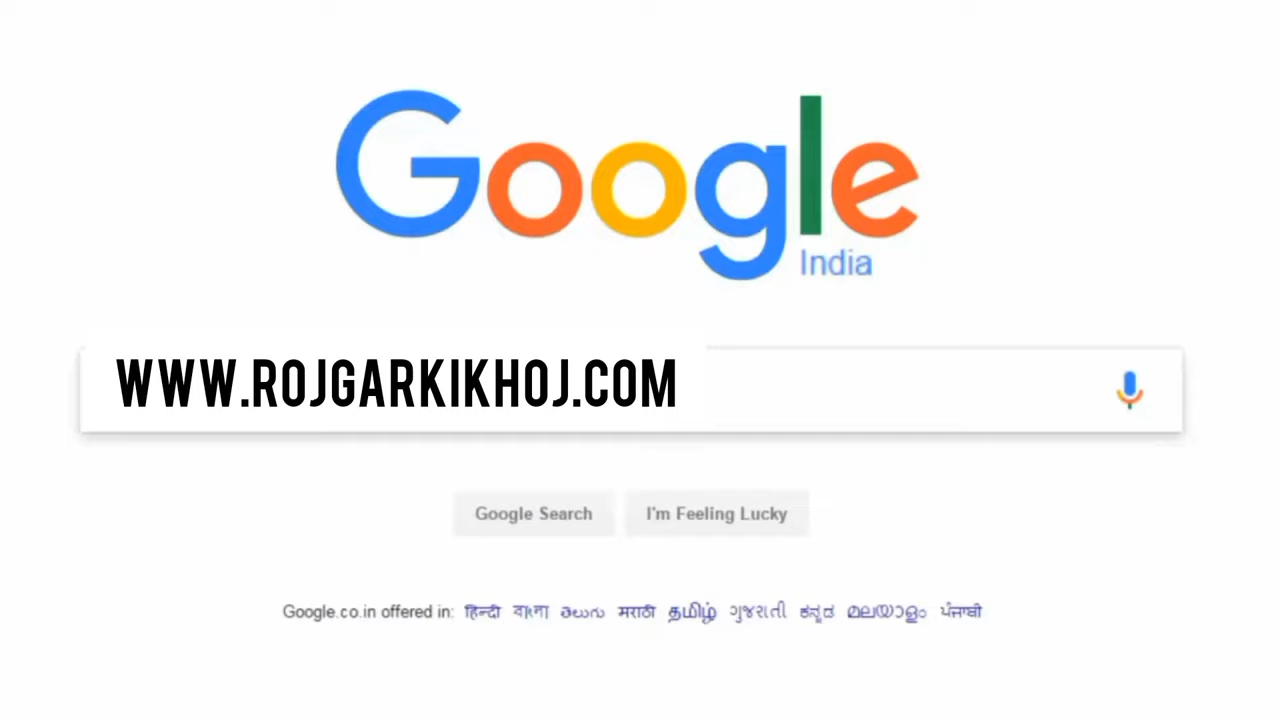 Google
India
WWW.ROJGARKIKHOJ.COM
Google Search I'm Feeling Lucky
Google.co.in offered in: हिन्दी বাংলা తెలుగు मराठी தமிழ் ગુજરાતી ಕನ್ನಡ മലയാളം ਪੰਜਾਬੀ